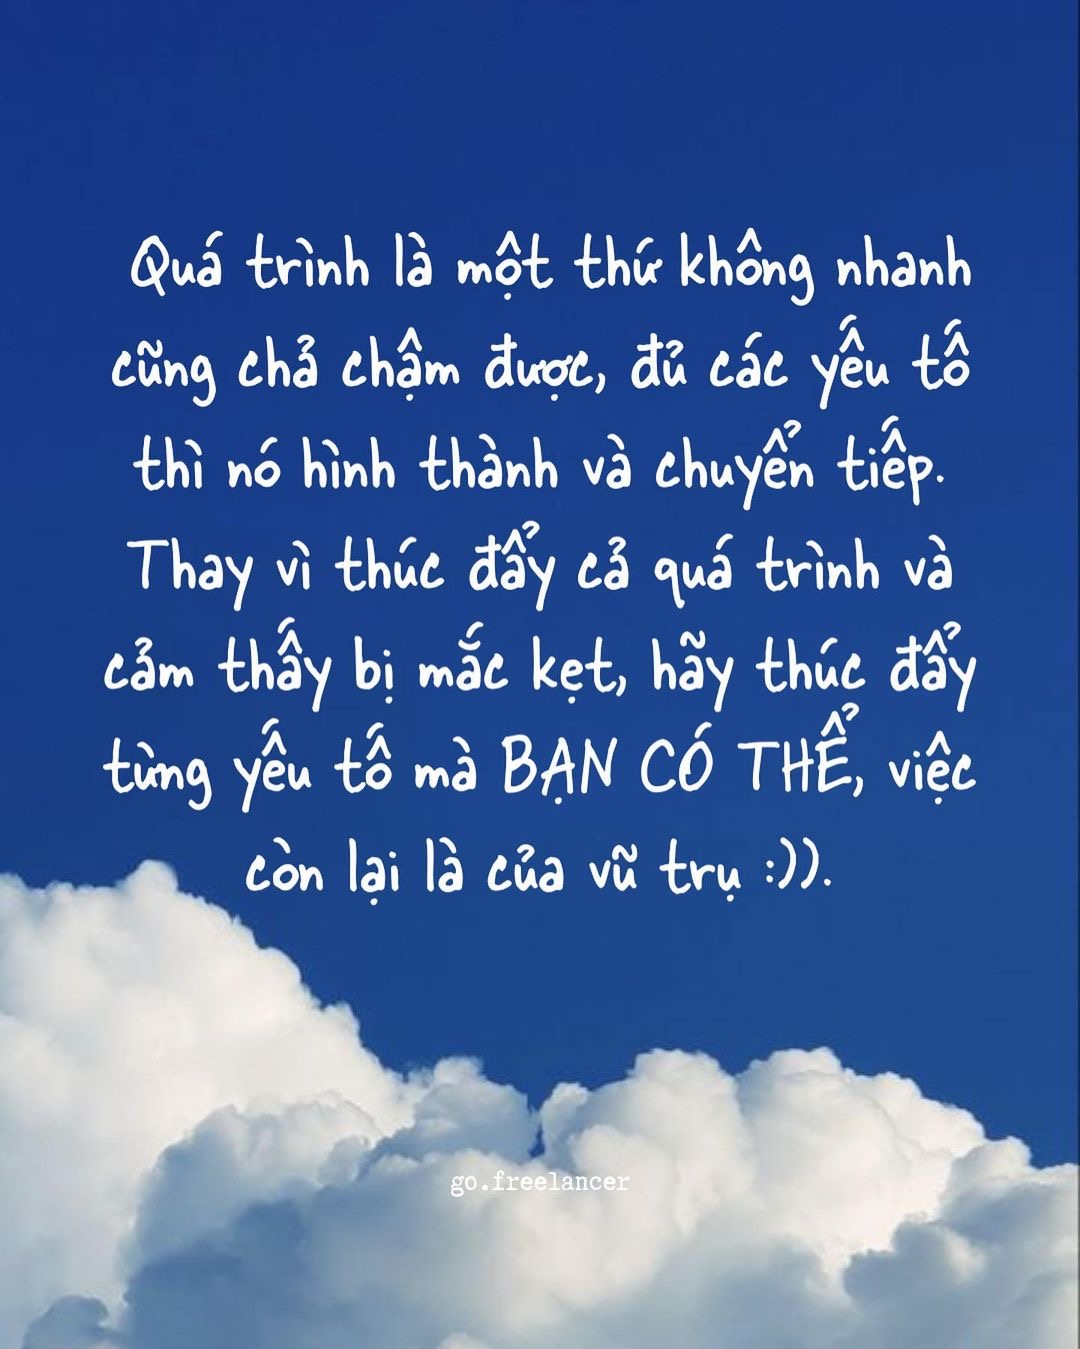 Quá trình là một thứ không nhanh
cũng chả chậm được, đủ các yếu tố
thì nó hình thành và chuyển tiếp.
Thay vì thúc đẩy cả quá trình và
cảm thấy bị mắc kẹt, hãy thúc đẩy
từng yếu tố mà BẠN CÓ THỂ, việc
còn lại là của vũ trụ :)).
go.freelancer